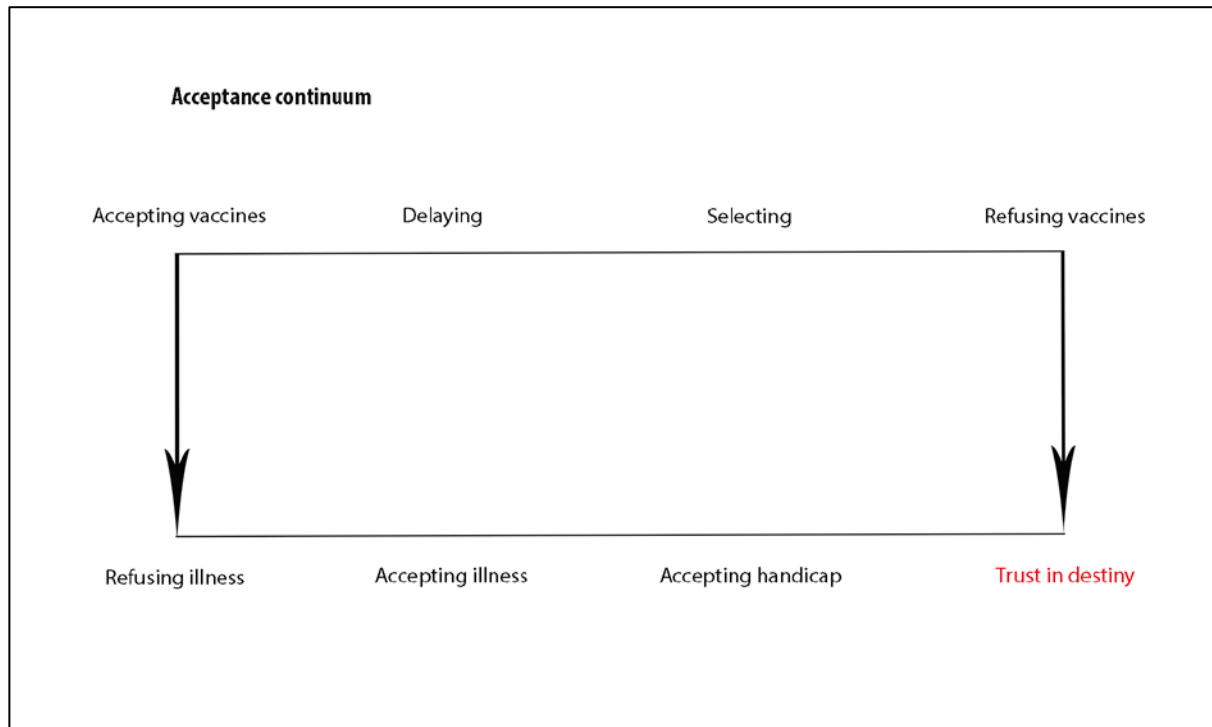 Acceptance continuum
Accepting vaccines Delaying Selecting Refusing vaccines
Refusing illness Accepting illness Accepting handicap Trust in destiny